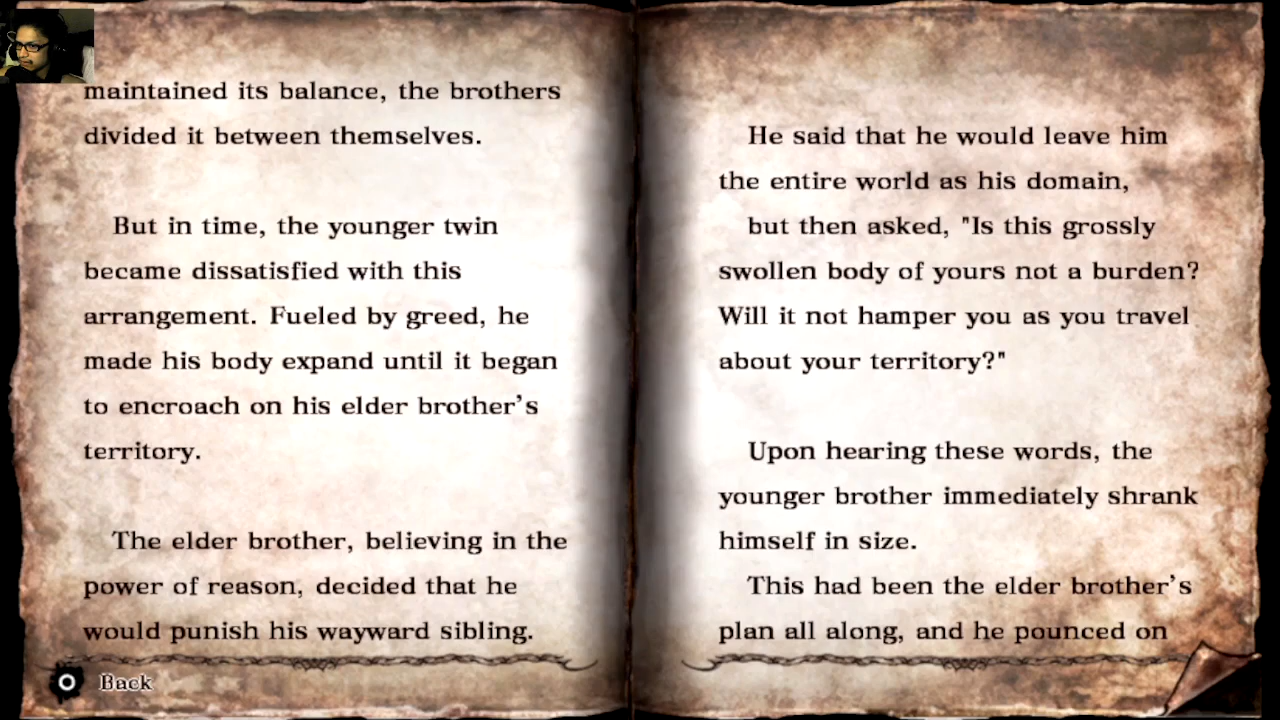 maintained its balance, the brothers
divided it between themselves.
But in time, the younger twin
became dissatisfied with this
arrangement. Fueled by greed, he
made his body expand until it began
to encroach on his elder brother's
territory.
The elder brother, believing in the
power of reason, decided that he
would punish his wayward sibling.
He said that he would leave him
the entire world as his domain,
but then asked, "Is this grossly
swollen body of yours not a burden?
Will it not hamper you as you travel
about your territory?"
Upon hearing these words, the
younger brother immediately shrank
himself in size.
This had been the elder brother's
plan all along, and he pounced on
Back